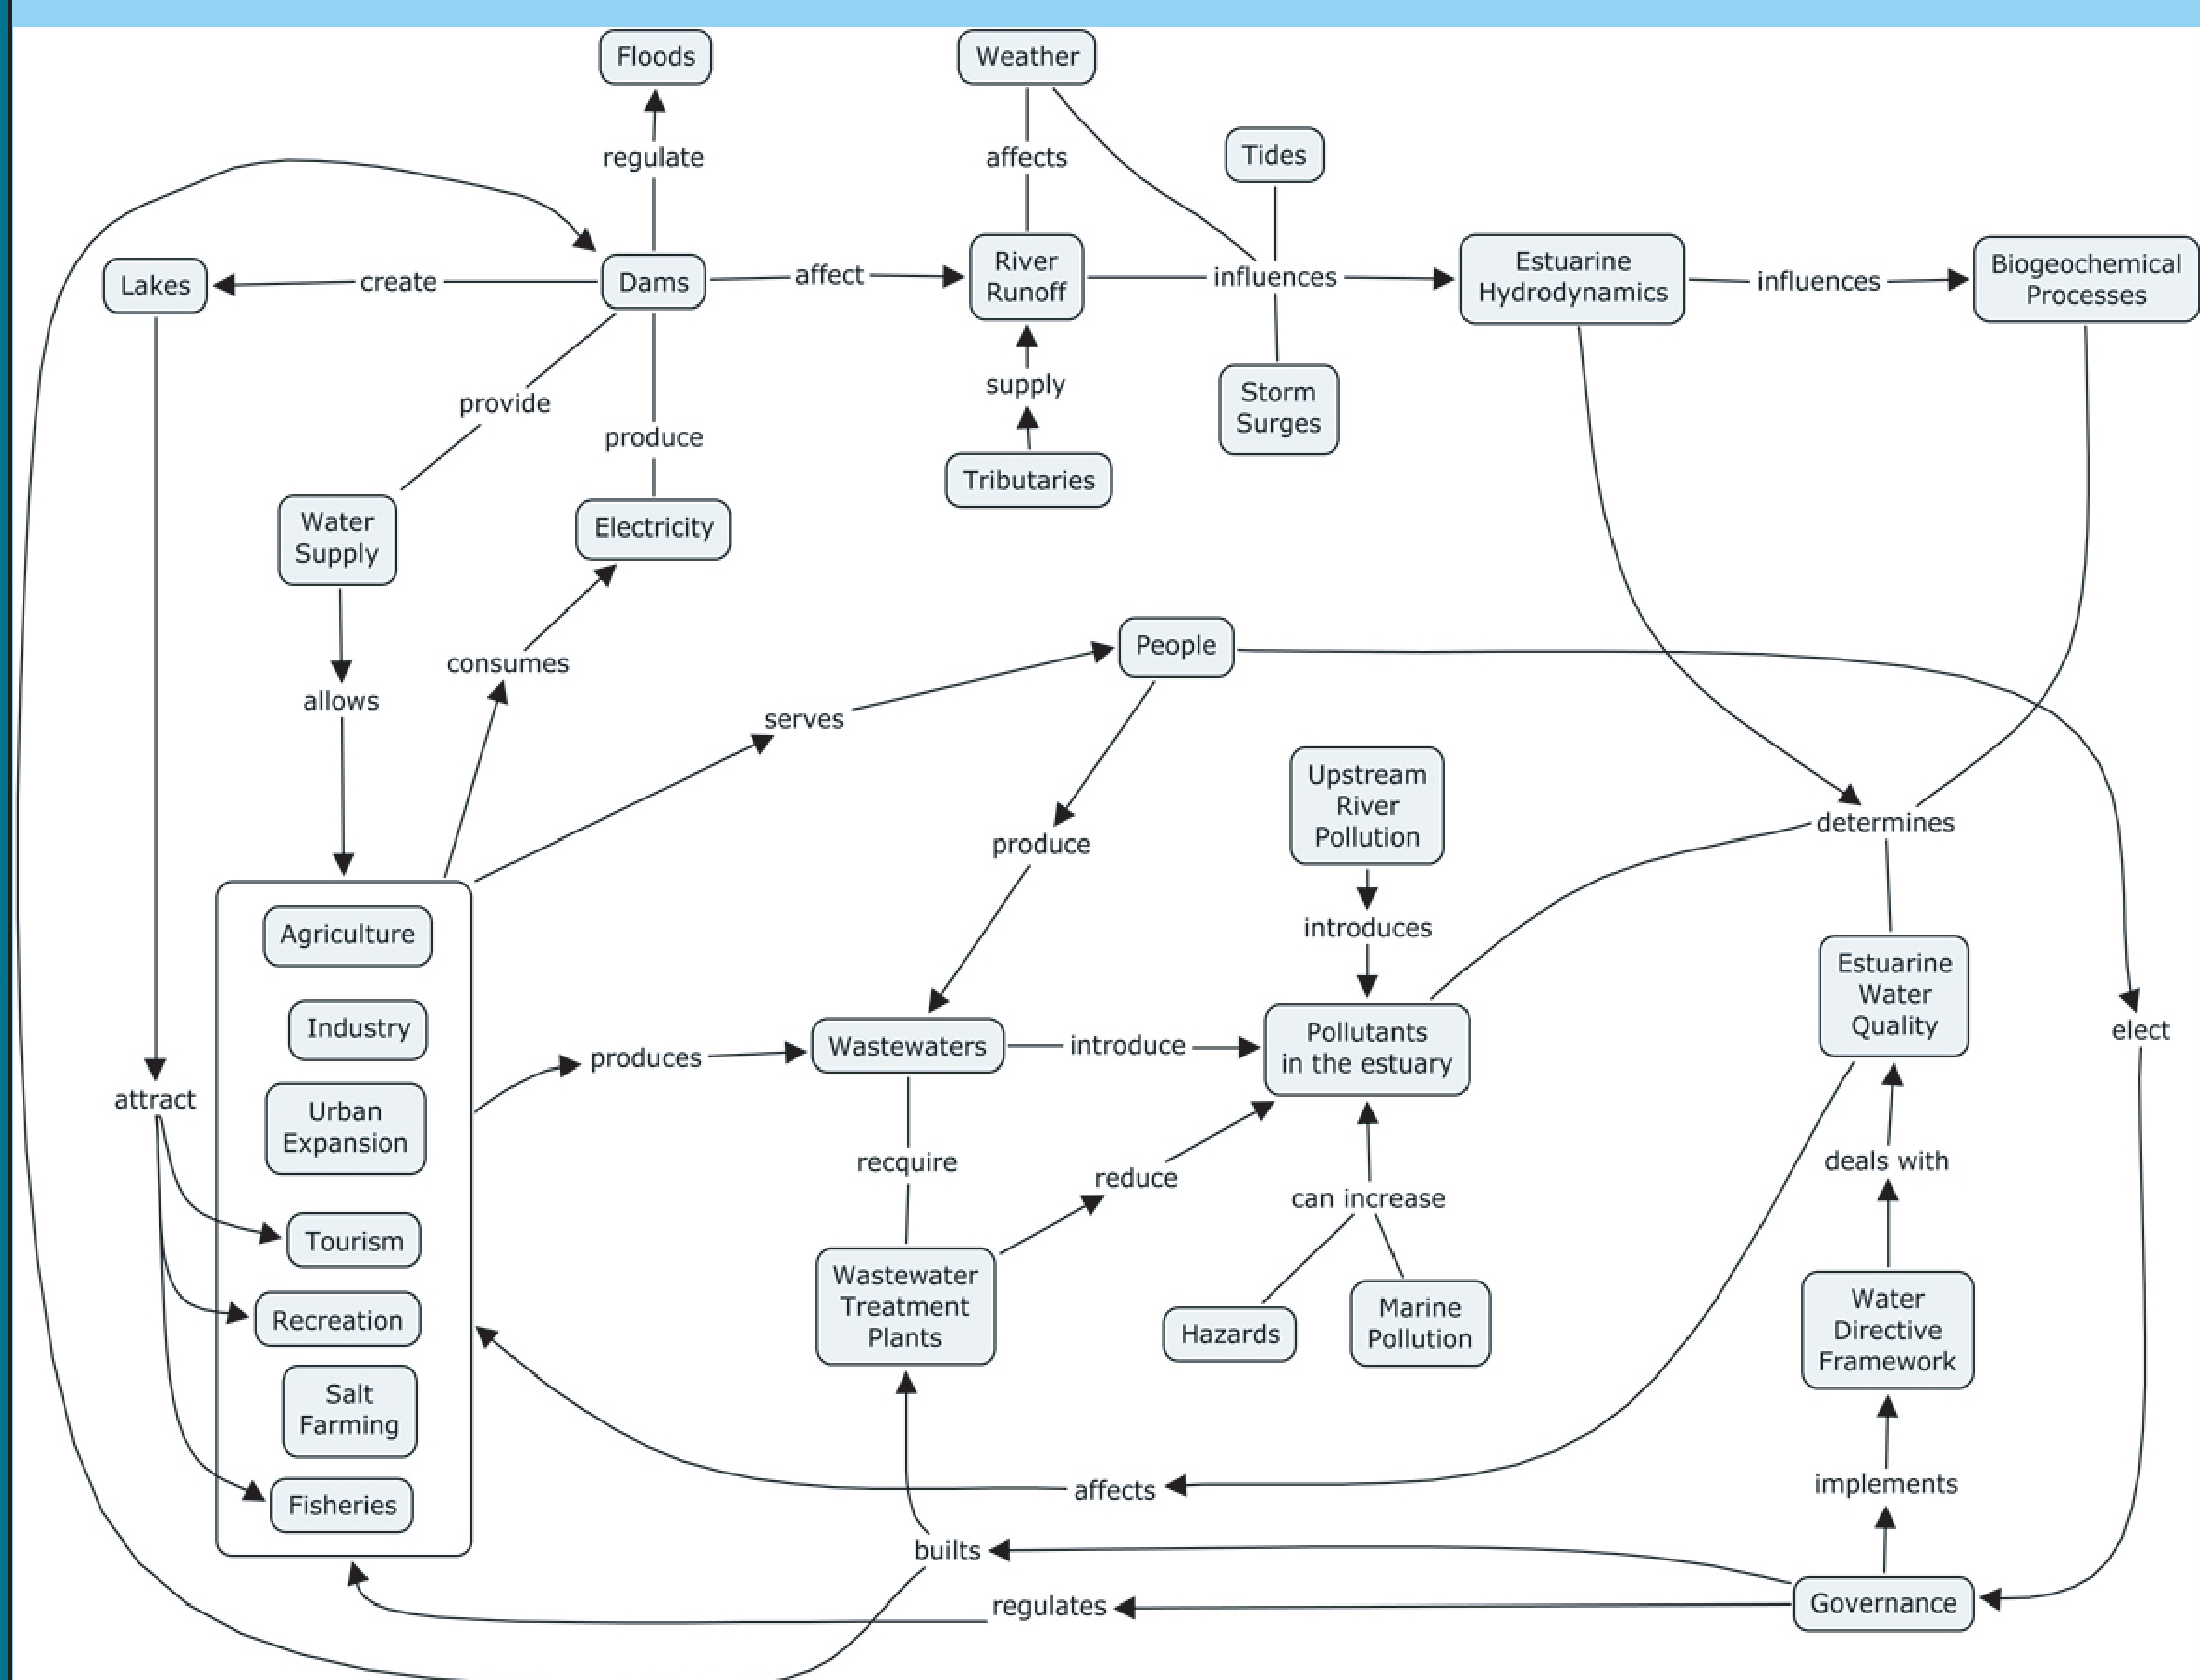 Floods
Weather
regulate
affects
Tides
Lakes
create
Dams
affect
River
Runoff
influences
Estuarine
Hydrodynamics
influences
Biogeochemical
Processes
provide
produce
supply
Storm
Surges
Tributaries
Water
Supply
Electricity
consumes
allows
serves
People
produce
Upstream
River
Pollution
determines
introduces
Agriculture
Industry
Urban
Expansion
Tourism
Recreation
Salt
Farming
Fisheries
attract
produces
Wastewaters
introduce
Pollutants
in the estuary
Estuarine
Water
Quality
elect
recquire
reduce
can increase
deals with
Wastewater
Treatment
Plants
Hazards
Marine
Pollution
Water
Directive
Framework
affects
implements
builts
regulates
Governance